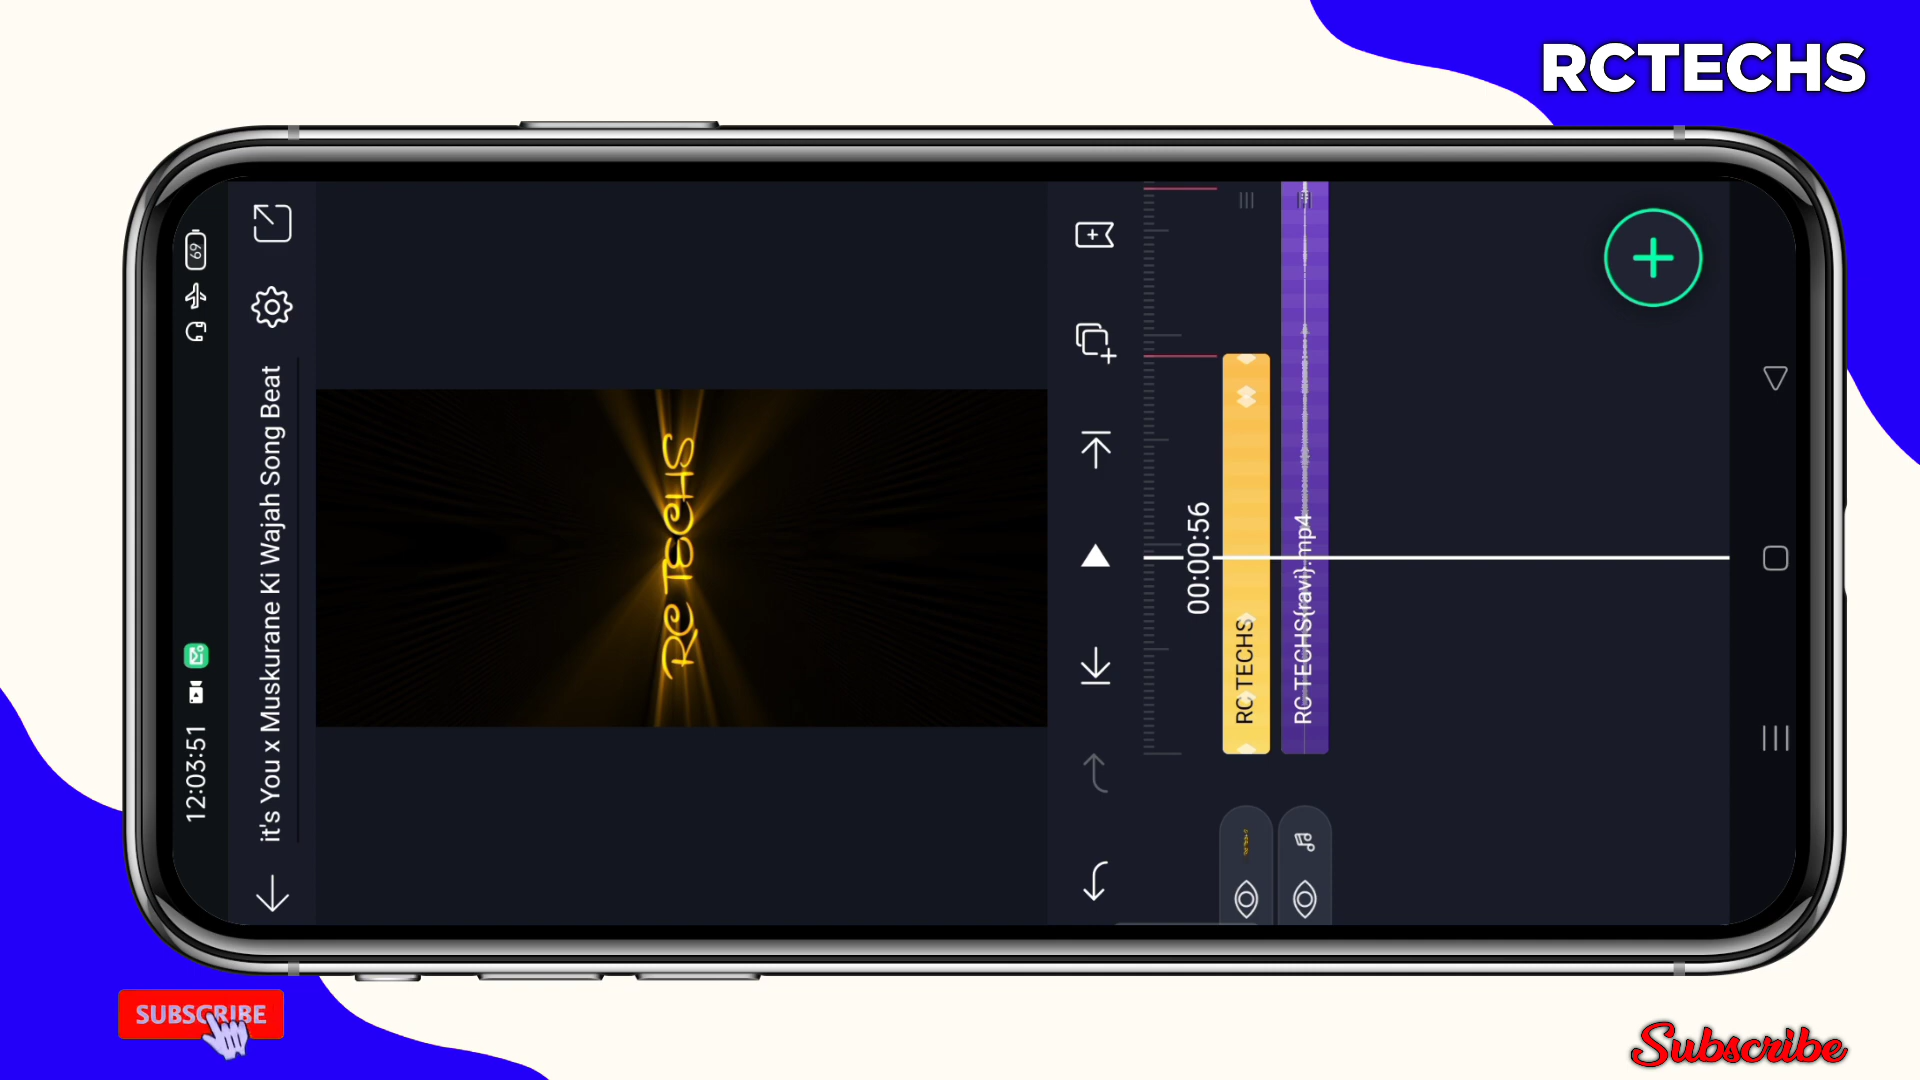 RCTECHS
12:03:51
69
it's You x Muskurane Ki Wajah Song Beat
RC TECHS
00:00:56
RC TECHS
RC TECHS{ravi}.mp4
SUBSCRIBE
Subscribe